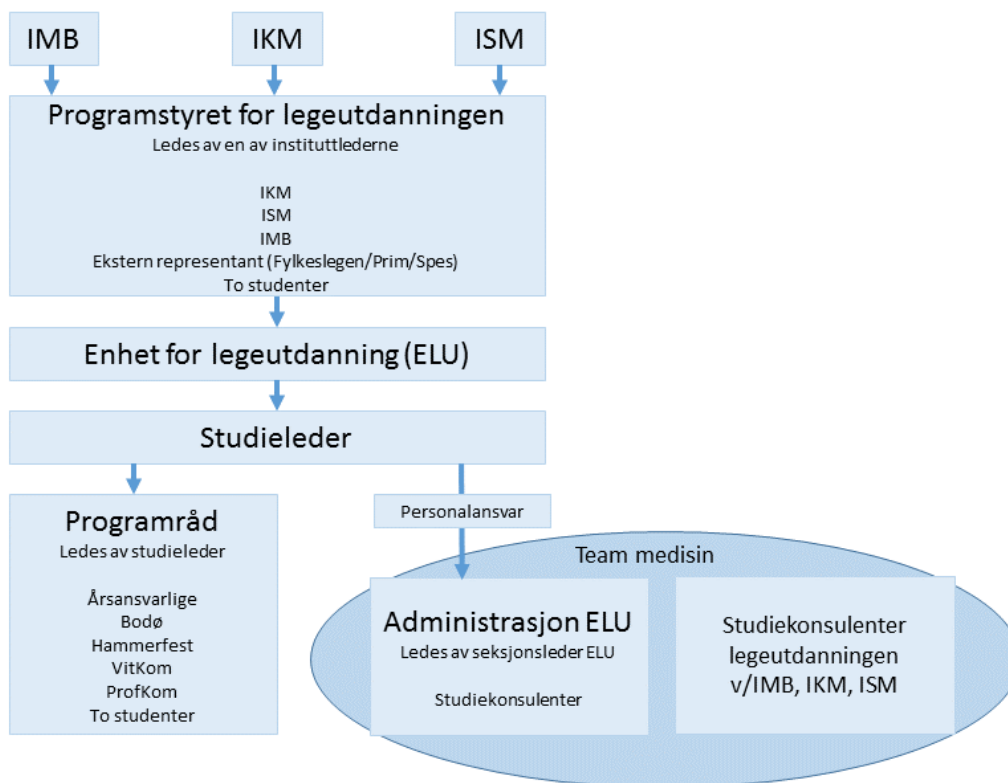 IMB
IKM
ISM
Programstyret for legeutdanningen
Ledes av en av instituttlederne
IKM
ISM
IMB
Ekstern representant (Fylkeslegen/Prim/Spes)
To studenter
Enhet for legeutdanning (ELU)
Studieleder
Programråd
Ledes av studieleder
Årsansvarlige
Bodø
Hammerfest
VitKom
ProfKom
To studenter
Personalansvar
Team medisin
Administrasjon ELU
Ledes av seksjonsleder ELU
Studiekonsulenter
Studiekonsulenter
legeutdanningen
v/IMB, IKM, ISM